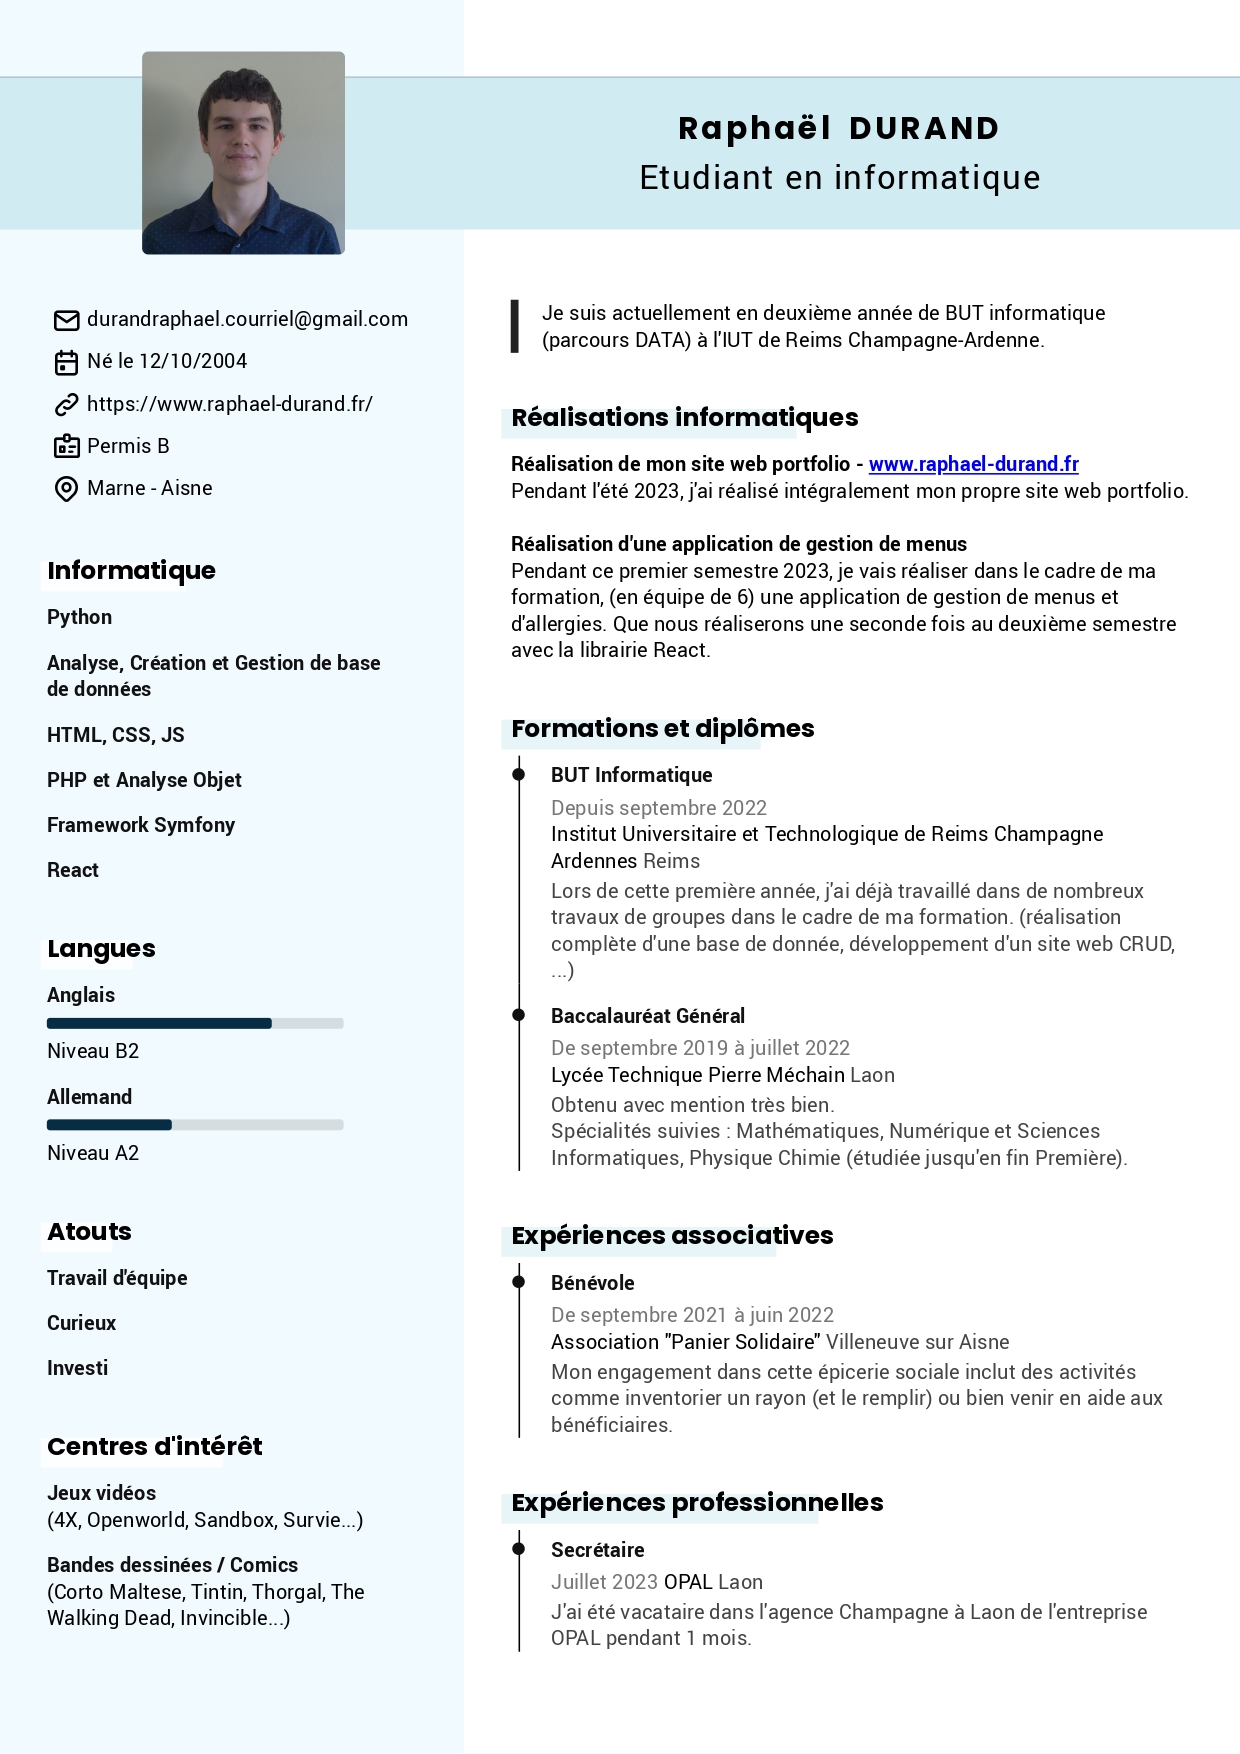 Raphaël DURAND
Etudiant en informatique
durandraphael.courriel@gmail.com
Né le 12/10/2004
https://www.raphael-durand.fr/
Permis B
Marne - Aisne
Informatique
Python
Analyse, Création et Gestion de base
de données
HTML, CSS, JS
PHP et Analyse Objet
Framework Symfony
React
Langues
Anglais
Niveau B2
Allemand
Niveau A2
Atouts
Travail d'équipe
Curieux
Investi
Centres d'intérêt
Jeux vidéos
(4X, Openworld, Sandbox, Survie...)
Bandes dessinées / Comics
(Corto Maltese, Tintin, Thorgal, The
Walking Dead, Invincible...)
Je suis actuellement en deuxième année de BUT informatique
(parcours DATA) à l'IUT de Reims Champagne-Ardenne.
Réalisations informatiques
Réalisation de mon site web portfolio - www.raphael-durand.fr
Pendant l'été 2023, j'ai réalisé intégralement mon propre site web portfolio.
Réalisation d'une application de gestion de menus
Pendant ce premier semestre 2023, je vais réaliser dans le cadre de ma
formation, (en équipe de 6) une application de gestion de menus et
d'allergies. Que nous réaliserons une seconde fois au deuxième semestre
avec la librairie React.
Formations et diplômes
BUT Informatique
Depuis septembre 2022
Institut Universitaire et Technologique de Reims Champagne
Ardennes Reims
Lors de cette première année, j'ai déjà travaillé dans de nombreux
travaux de groupes dans le cadre de ma formation. (réalisation
complète d'une base de donnée, développement d'un site web CRUD,
...)
Baccalauréat Général
De septembre 2019 à juillet 2022
Lycée Technique Pierre Méchain Laon
Obtenu avec mention très bien.
Spécialités suivies : Mathématiques, Numérique et Sciences
Informatiques, Physique Chimie (étudiée jusqu'en fin Première).
Expériences associatives
Bénévole
De septembre 2021 à juin 2022
Association "Panier Solidaire" Villeneuve sur Aisne
Mon engagement dans cette épicerie sociale inclut des activités
comme inventorier un rayon (et le remplir) ou bien venir en aide aux
bénéficiaires.
Expériences professionnelles
Secrétaire
Juillet 2023 OPAL Laon
J'ai été vacataire dans l'agence Champagne à Laon de l'entreprise
OPAL pendant 1 mois.